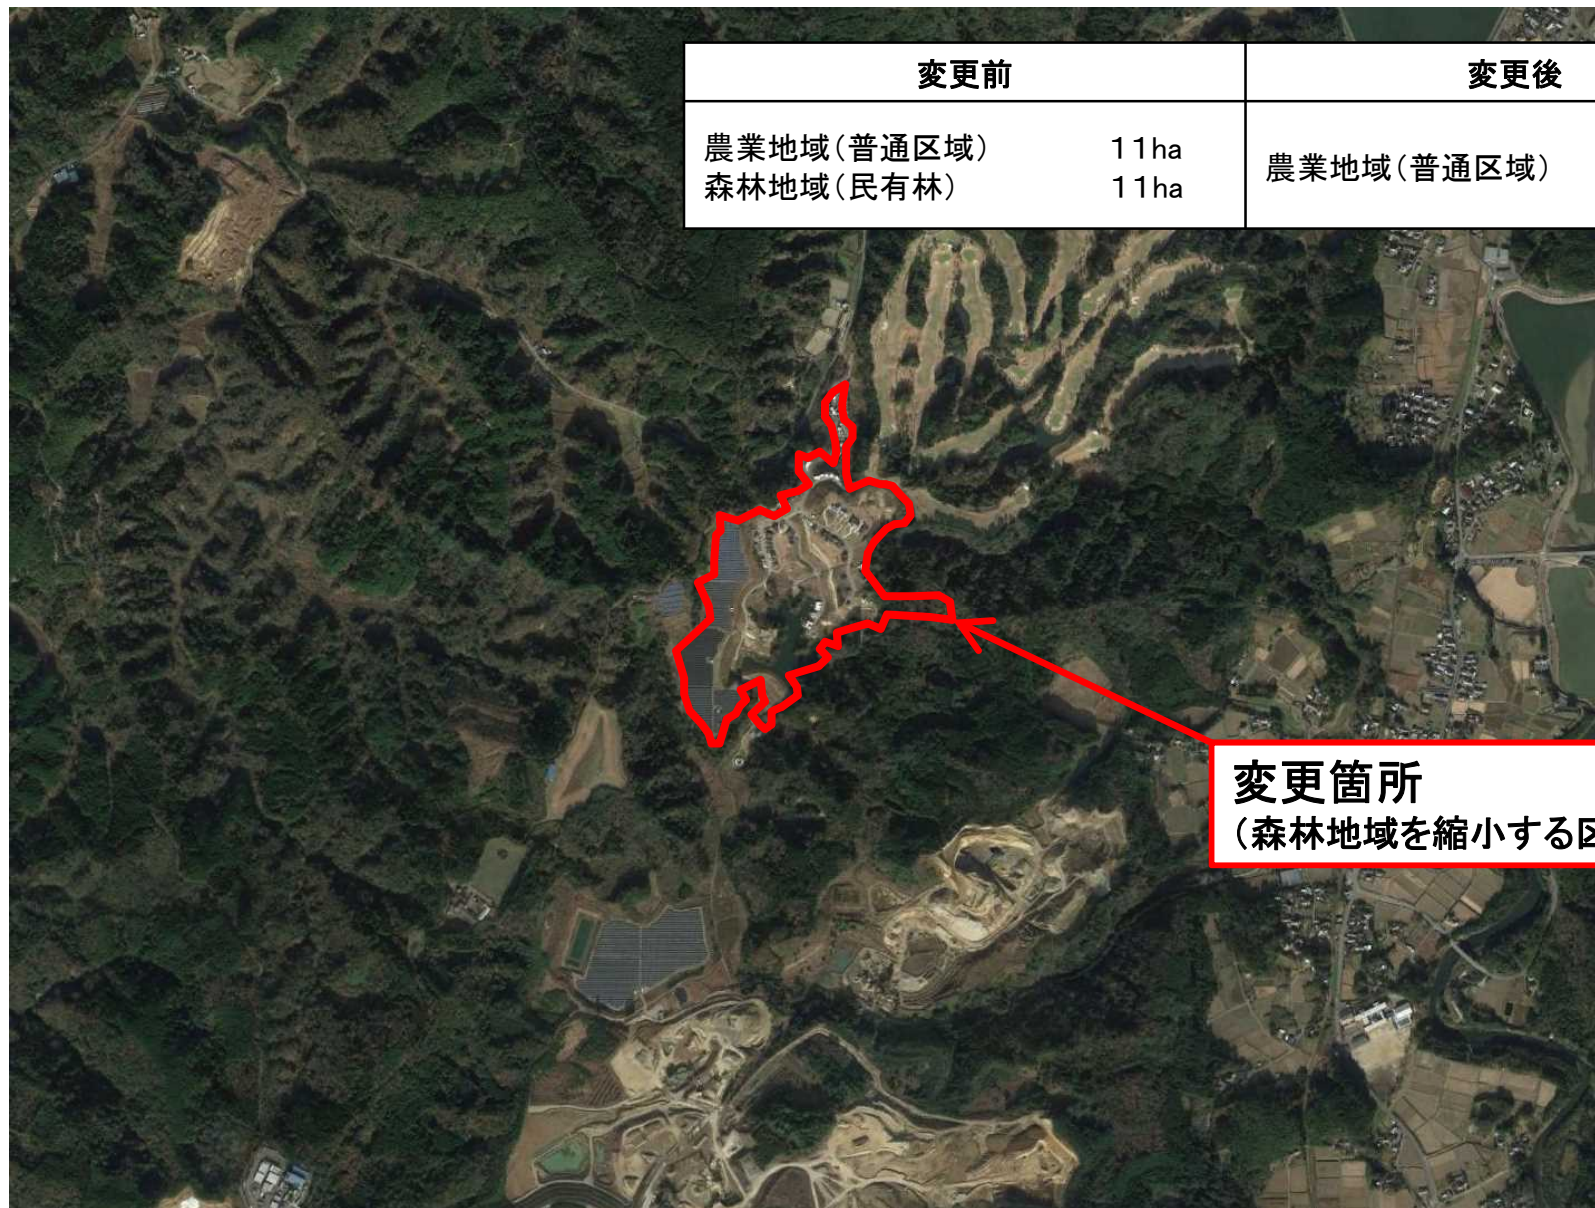 変更前 変更後
農業地域（普通区域） 11ha 農業地域（普通区域）
森林地域（民有林） 11ha
変更箇所
（森林地域を縮小する区